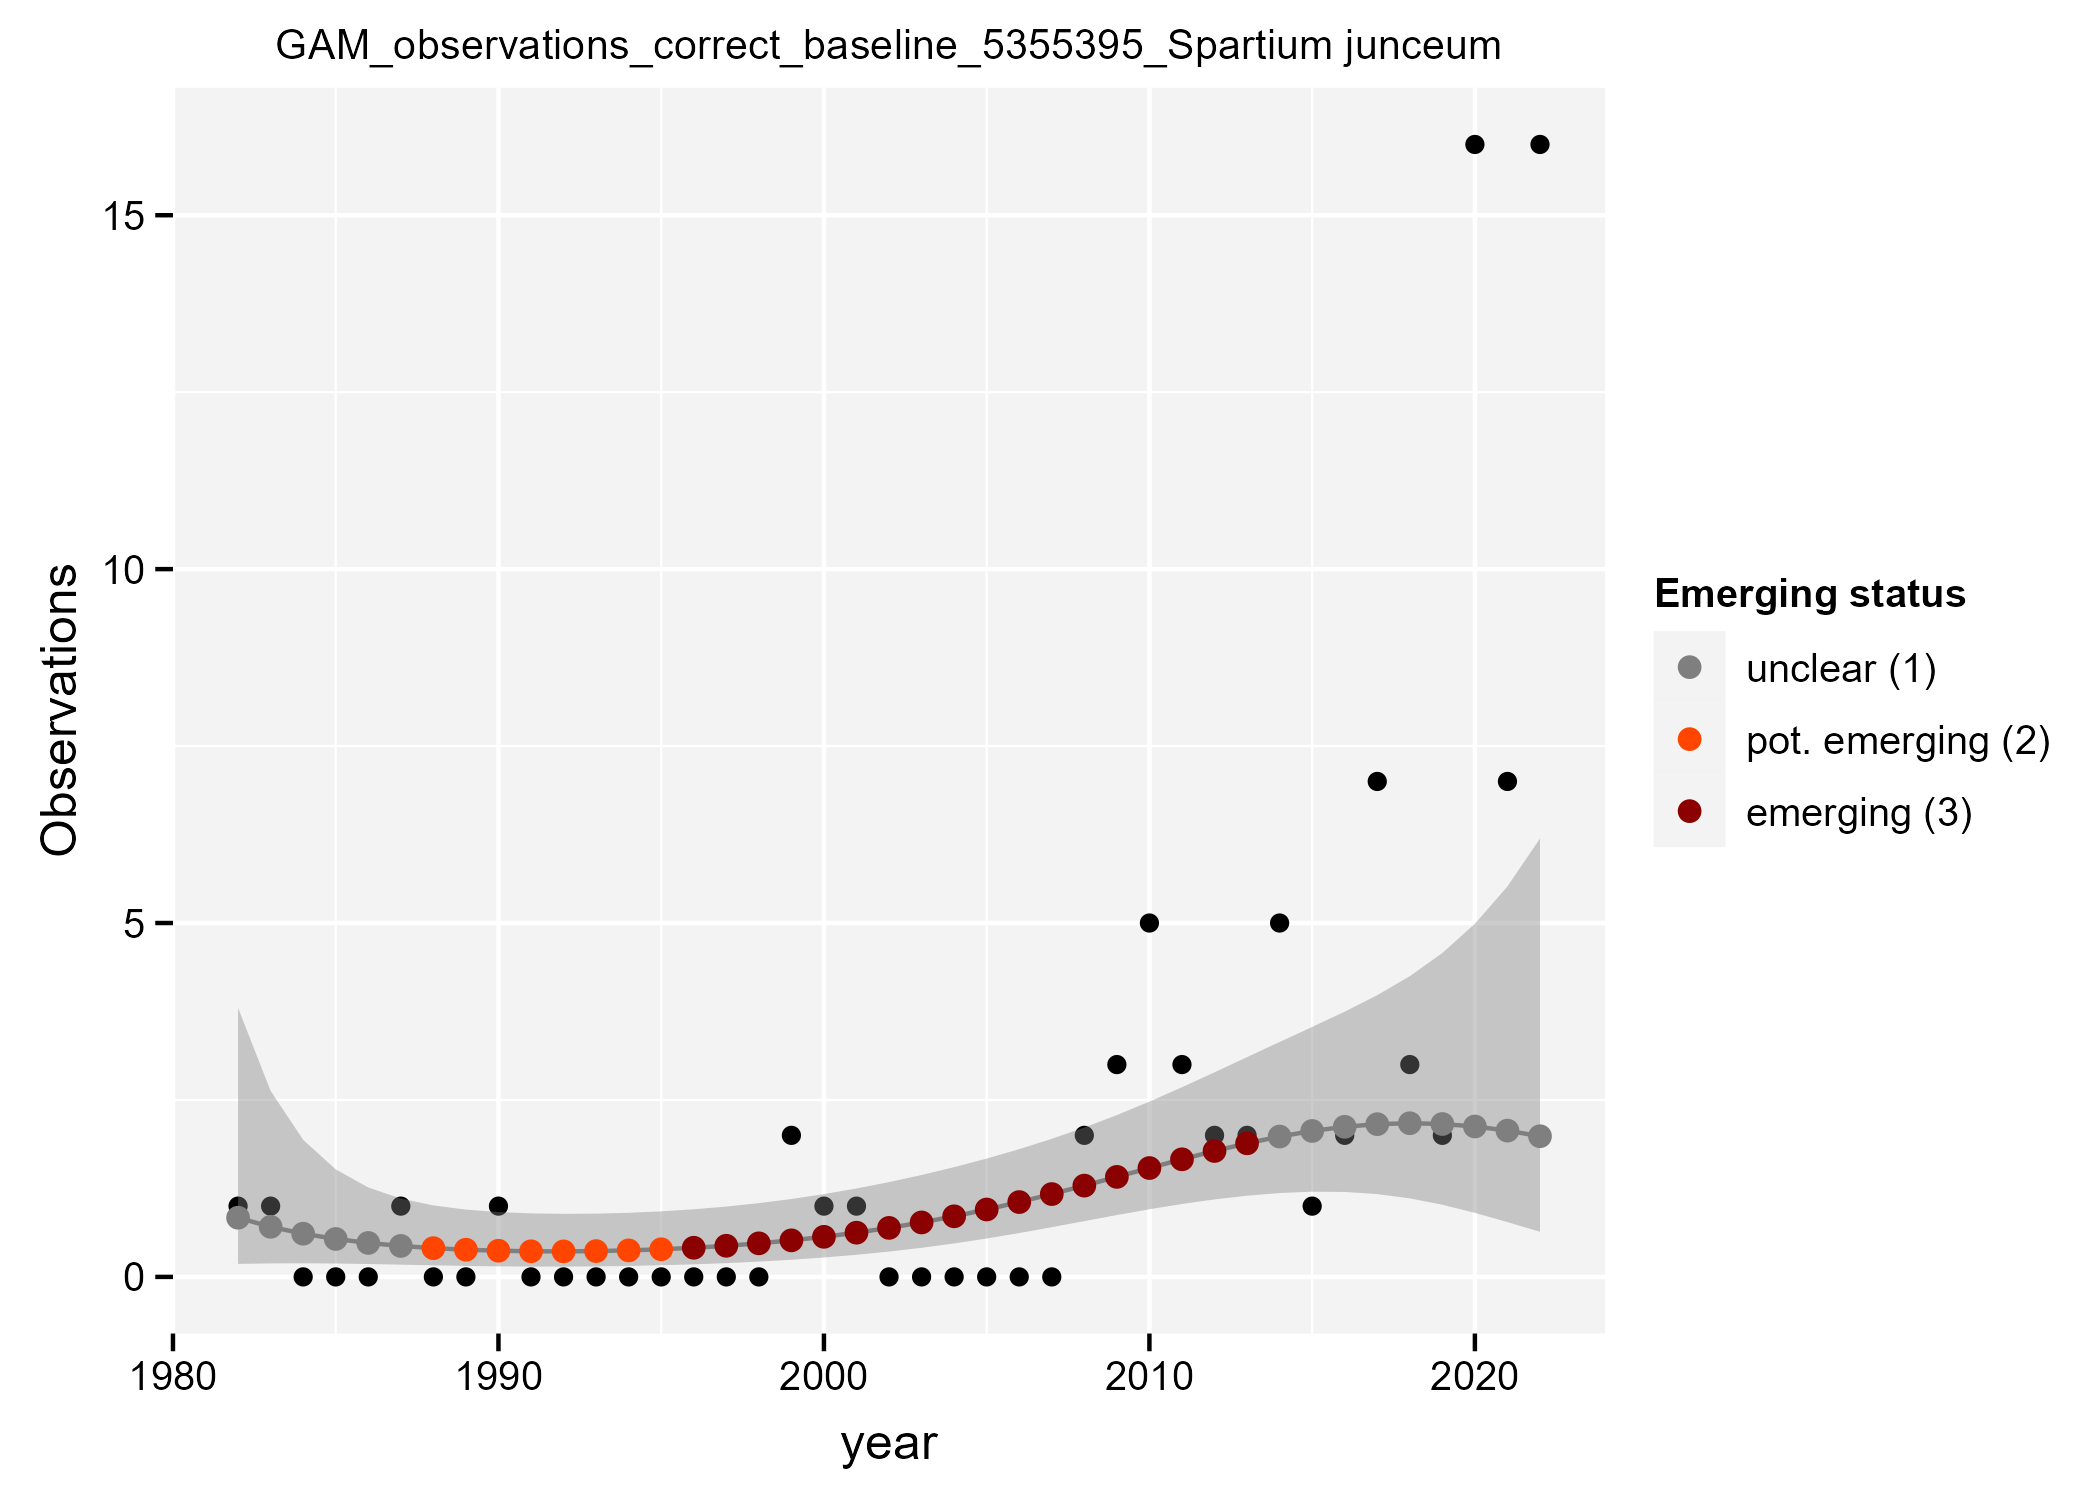 GAM_observations_correct_baseline_5355395_Spartium junceum
Observations
15
10
5
0
1980
1990
2000
2010
2020
year
Emerging status
unclear (1)
pot. emerging (2)
emerging (3)